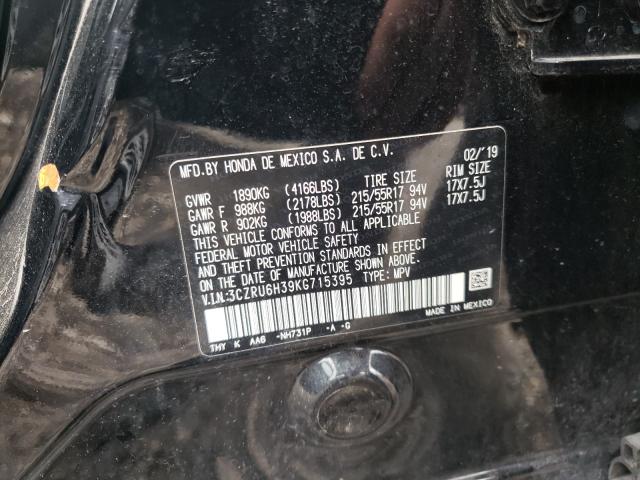 MFD.BY HONDA DE MEXICO S.A. DE C.V. 02/'19
GVWR 1890KG (4166LBS) TIRE SIZE RIM SIZE
GAWR F 988KG (2178LBS) 215/55R17 94V 17X7.5J
GAWR R 902KG (1988LBS) 215/55R17 94V 17X7.5J
THIS VEHICLE CONFORMS TO ALL APPLICABLE
FEDERAL MOTOR VEHICLE SAFETY
AND THEFT PREVENTION STANDARDS IN EFFECT
ON THE DATE OF MANUFACTURE SHOWN ABOVE.
V.I.N.:3CZRU6H39KG715395 TYPE: MPV
MADE IN MEXICO
THY K AA6 -NH731P -A -G